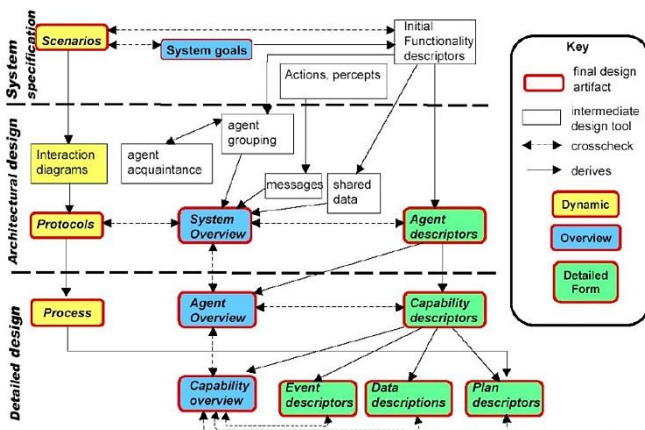 System
specification
Scenarios
System goals
Initial
Functionality
descriptors
Actions, percepts
Architectural design
Interaction
diagrams
agent
acquaintance
agent
grouping
messages
shared
data
Protocols
System
Overview
Agent
descriptors
Detailed design
Process
Agent
Overview
Capability
descriptors
Capability
overview
Event
descriptors
Data
descriptions
Plan
descriptors
Key
final design
artifact
intermediate
design tool
crosscheck
derives
Dynamic
Overview
Detailed
Form